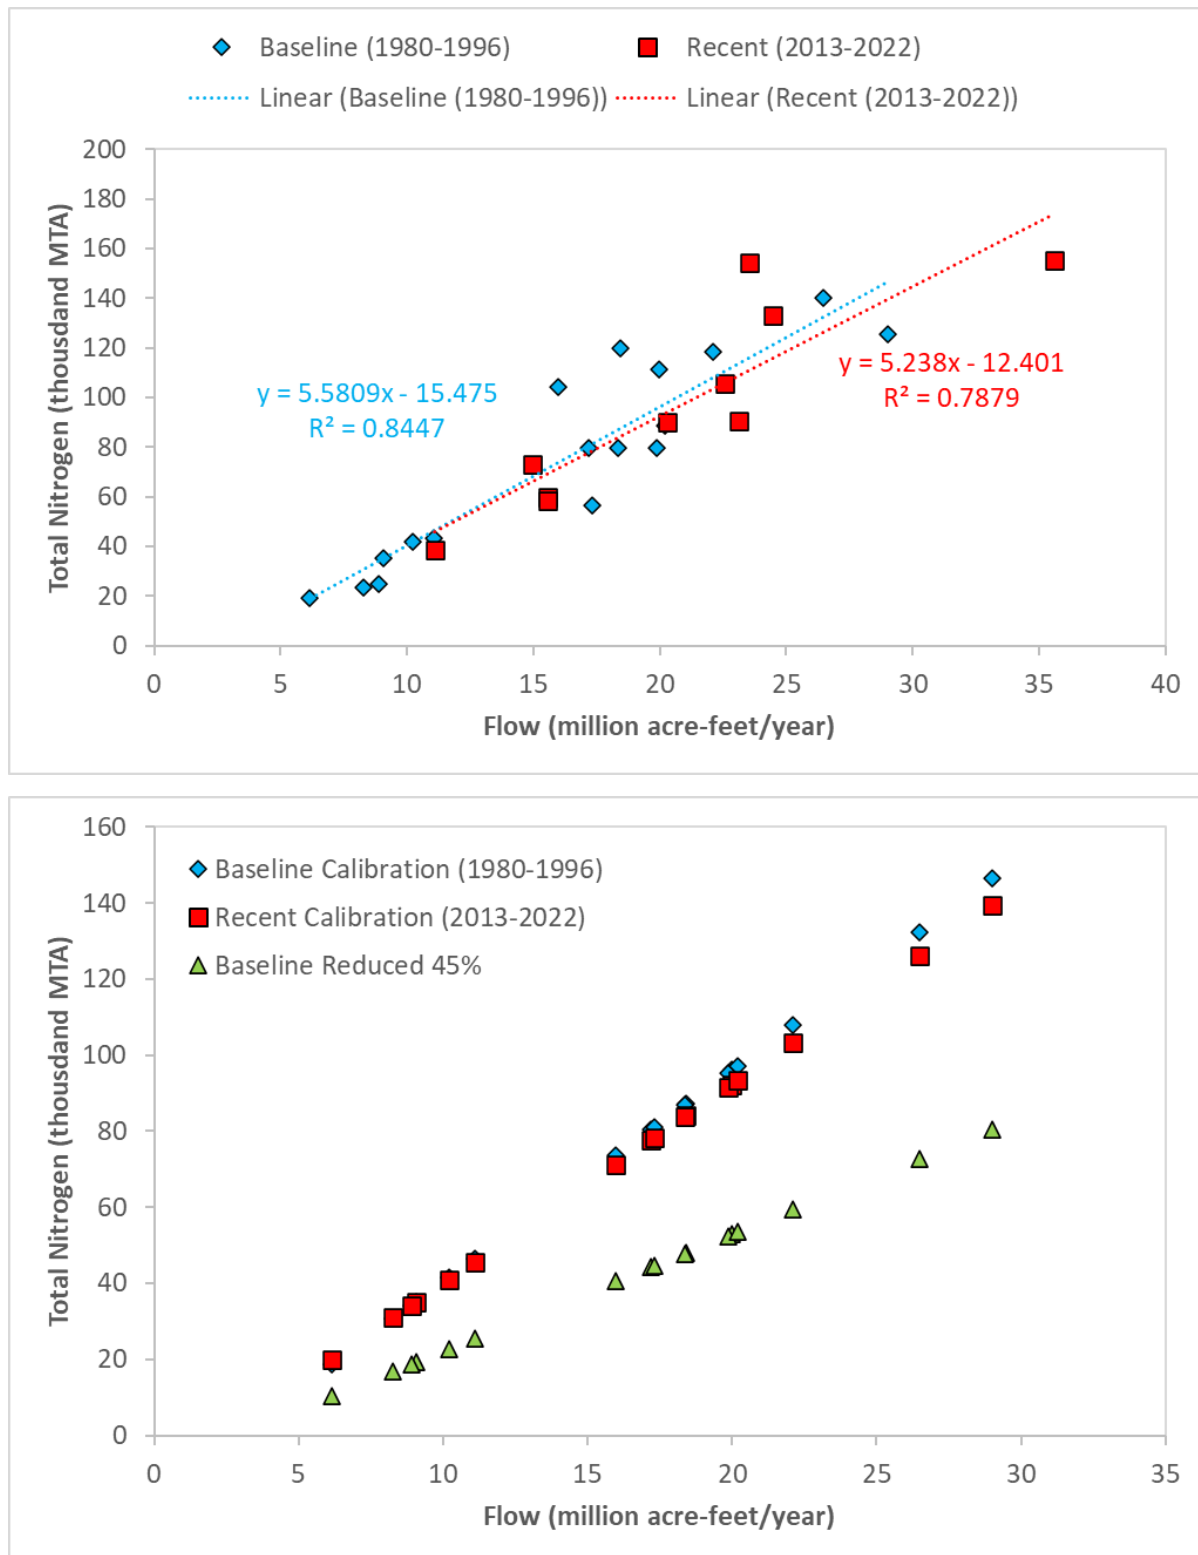 Baseline (1980-1996) Recent (2013-2022)
Linear (Baseline (1980-1996)) Linear (Recent (2013-2022))
200
180
160
140
120
100
80
60
40
20
0
Total Nitrogen (thousdand MTA)
y = 5.5809x - 15.475
R² = 0.8447
y = 5.238x - 12.401
R² = 0.7879
0 5 10 15 20 25 30 35 40
Flow (million acre-feet/year)
160
140
120
100
80
60
40
20
0
Total Nitrogen (thousdand MTA)
Baseline Calibration (1980-1996)
Recent Calibration (2013-2022)
Baseline Reduced 45%
0 5 10 15 20 25 30 35
Flow (million acre-feet/year)